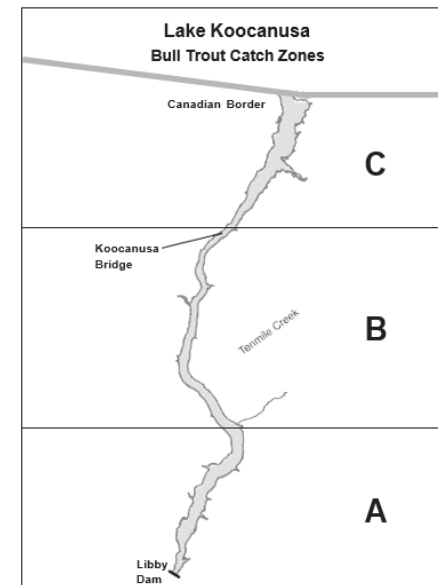 Lake Koocanusa
Bull Trout Catch Zones
Canadian Border
C
Koocanusa
Bridge
Tenmile Creek
B
A
Libby
Dam